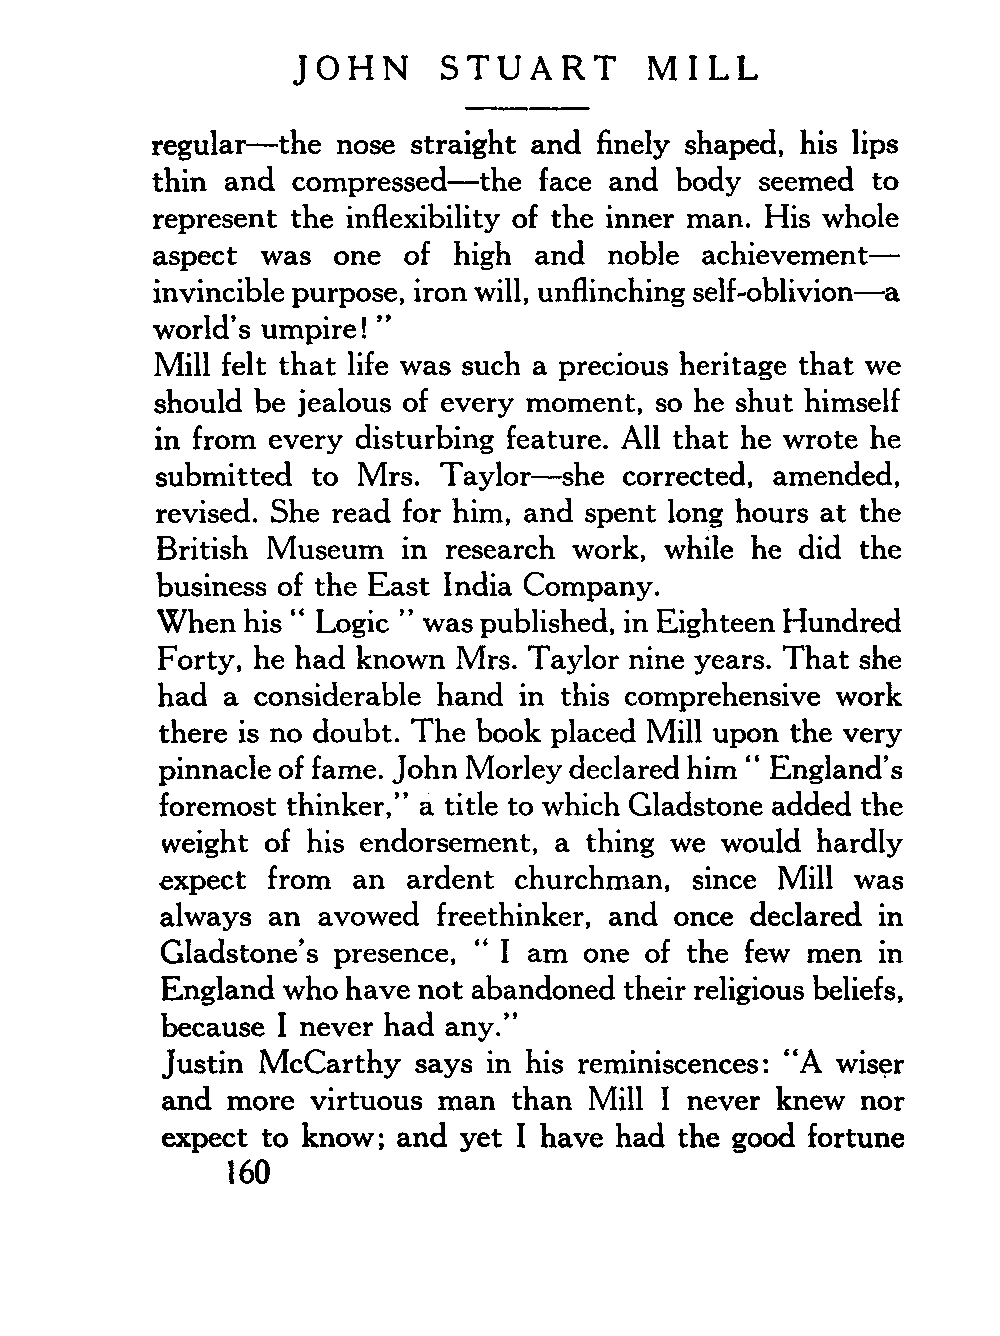 JOHN STUART MILL
regular—the nose straight and finely shaped, his lips
thin and compressed—the face and body seemed to
represent the inflexibility of the inner man. His whole
aspect was one of high and noble achievement—
invincible purpose, iron will, unflinching self-oblivion—a
world's umpire! "
Mill felt that life was such a precious heritage that we
should be jealous of every moment, so he shut himself
in from every disturbing feature. All that he wrote he
submitted to Mrs. Taylor—she corrected, amended,
revised. She read for him, and spent long hours at the
British Museum in research work, while he did the
business of the East India Company.
When his " Logic " was published, in Eighteen Hundred
Forty, he had known Mrs. Taylor nine years. That she
had a considerable hand in this comprehensive work
there is no doubt. The book placed Mill upon the very
pinnacle of fame. John Morley declared him " England's
foremost thinker," a title to which Gladstone added the
weight of his endorsement, a thing we would hardly
expect from an ardent churchman, since Mill was
always an avowed freethinker, and once declared in
Gladstone's presence, " I am one of the few men in
England who have not abandoned their religious beliefs,
because I never had any."
Justin McCarthy says in his reminiscences: "A wiser
and more virtuous man than Mill I never knew nor
expect to know; and yet I have had the good fortune
160